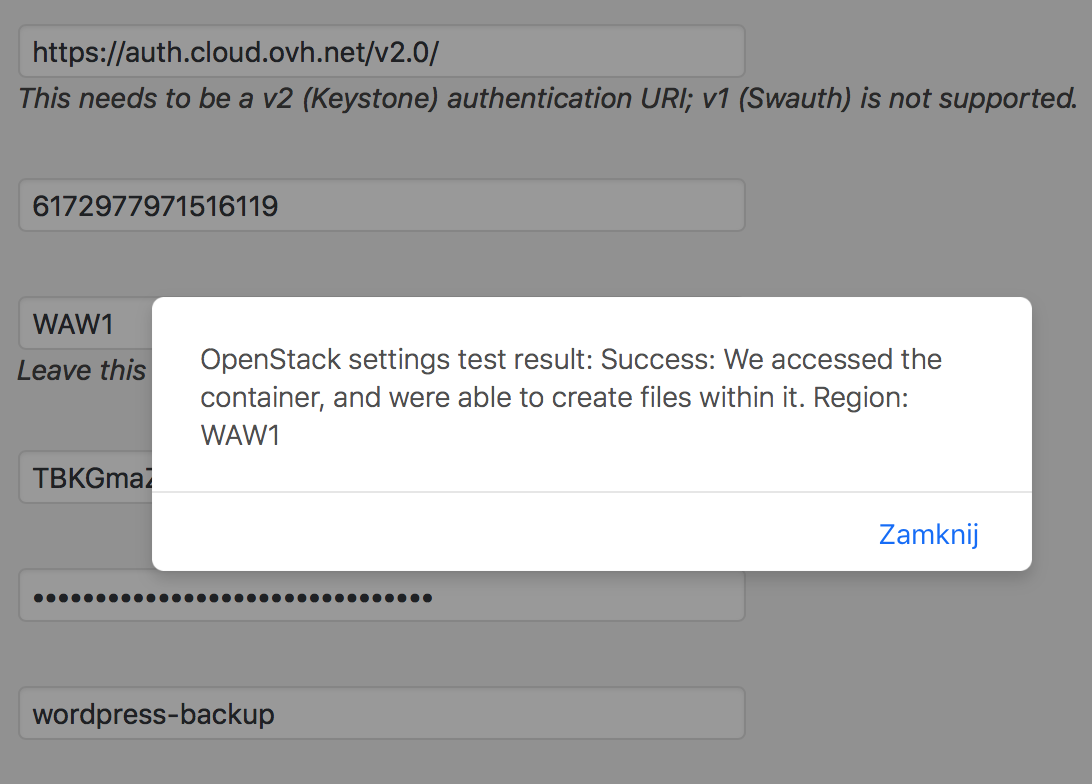 https://auth.cloud.ovh.net/v2.0/
This needs to be a v2 (Keystone) authentication URI; v1 (Swauth) is not supported.
6172977971516119
WAW1
Leave this
OpenStack settings test result: Success: We accessed the
container, and were able to create files within it. Region:
WAW1
Zamknij
TBKGmaZ
••••••••••••••••••••••••••••••••
wordpress-backup